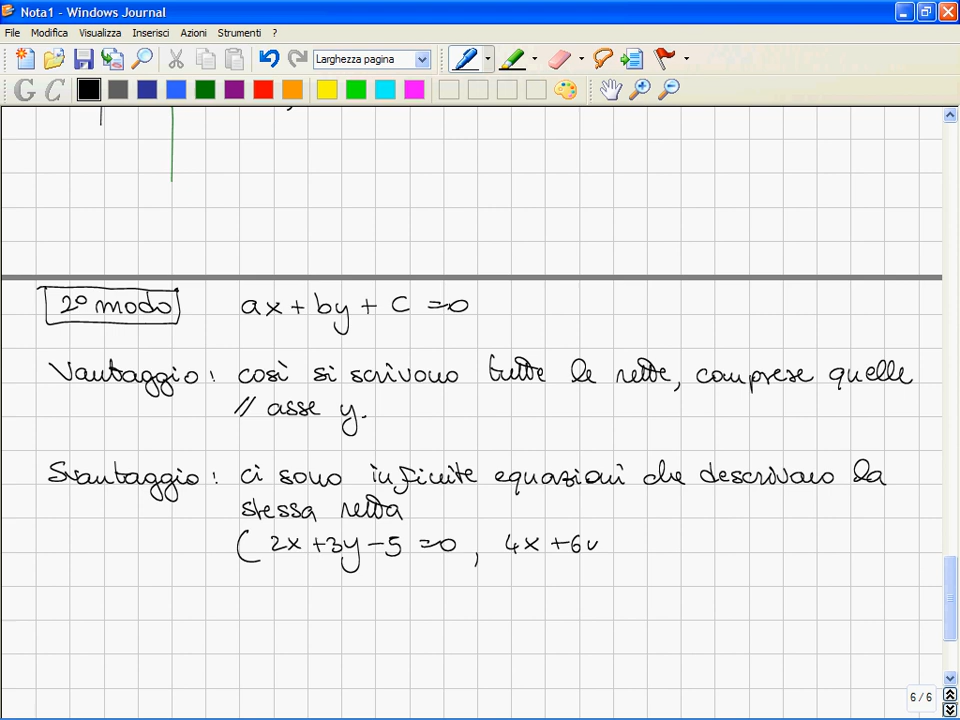 Nota1 - Windows Journal
File Modifica Visualizza Inserisci Azioni Strumenti ?
Larghezza pagina
G C
2° modo ax + by + c = 0
Vantaggio: così si scrivono tutte le rette, comprese quelle
// asse y.
Svantaggio: ci sono infinite equazioni che descrivono la
stessa retta
( 2x +3y -5 =0 , 4x +6
6 / 6